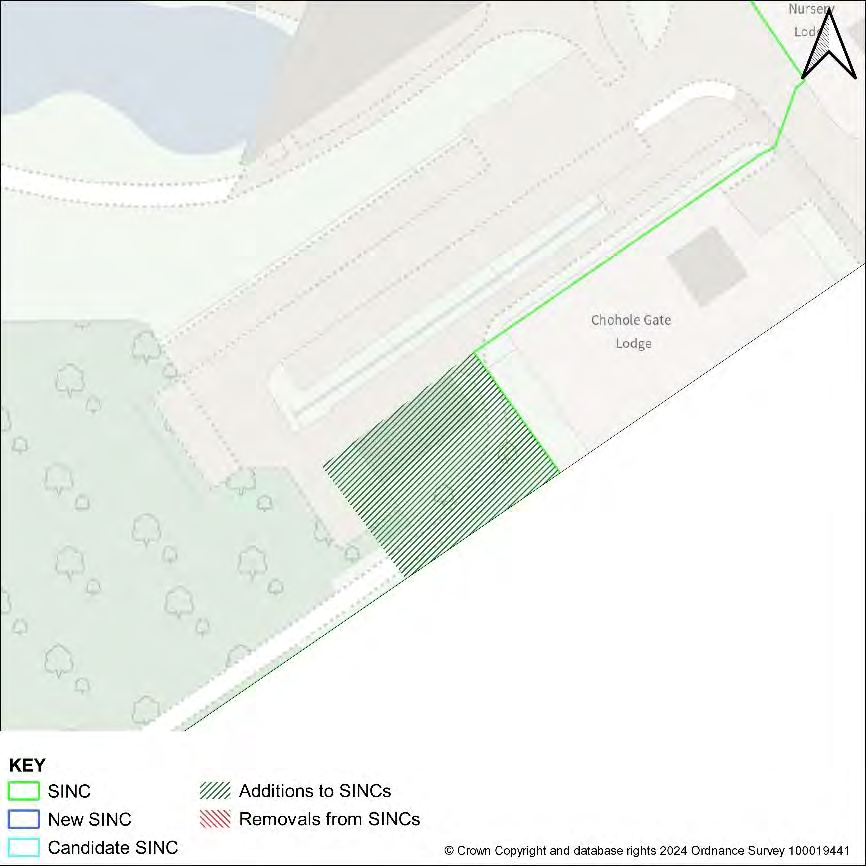 Nursery
Lodge
Chohole Gate
Lodge
KEY
SINC
New SINC
Candidate SINC
Additions to SINCs
Removals from SINCs
© Crown Copyright and database rights 2024 Ordnance Survey 100019441